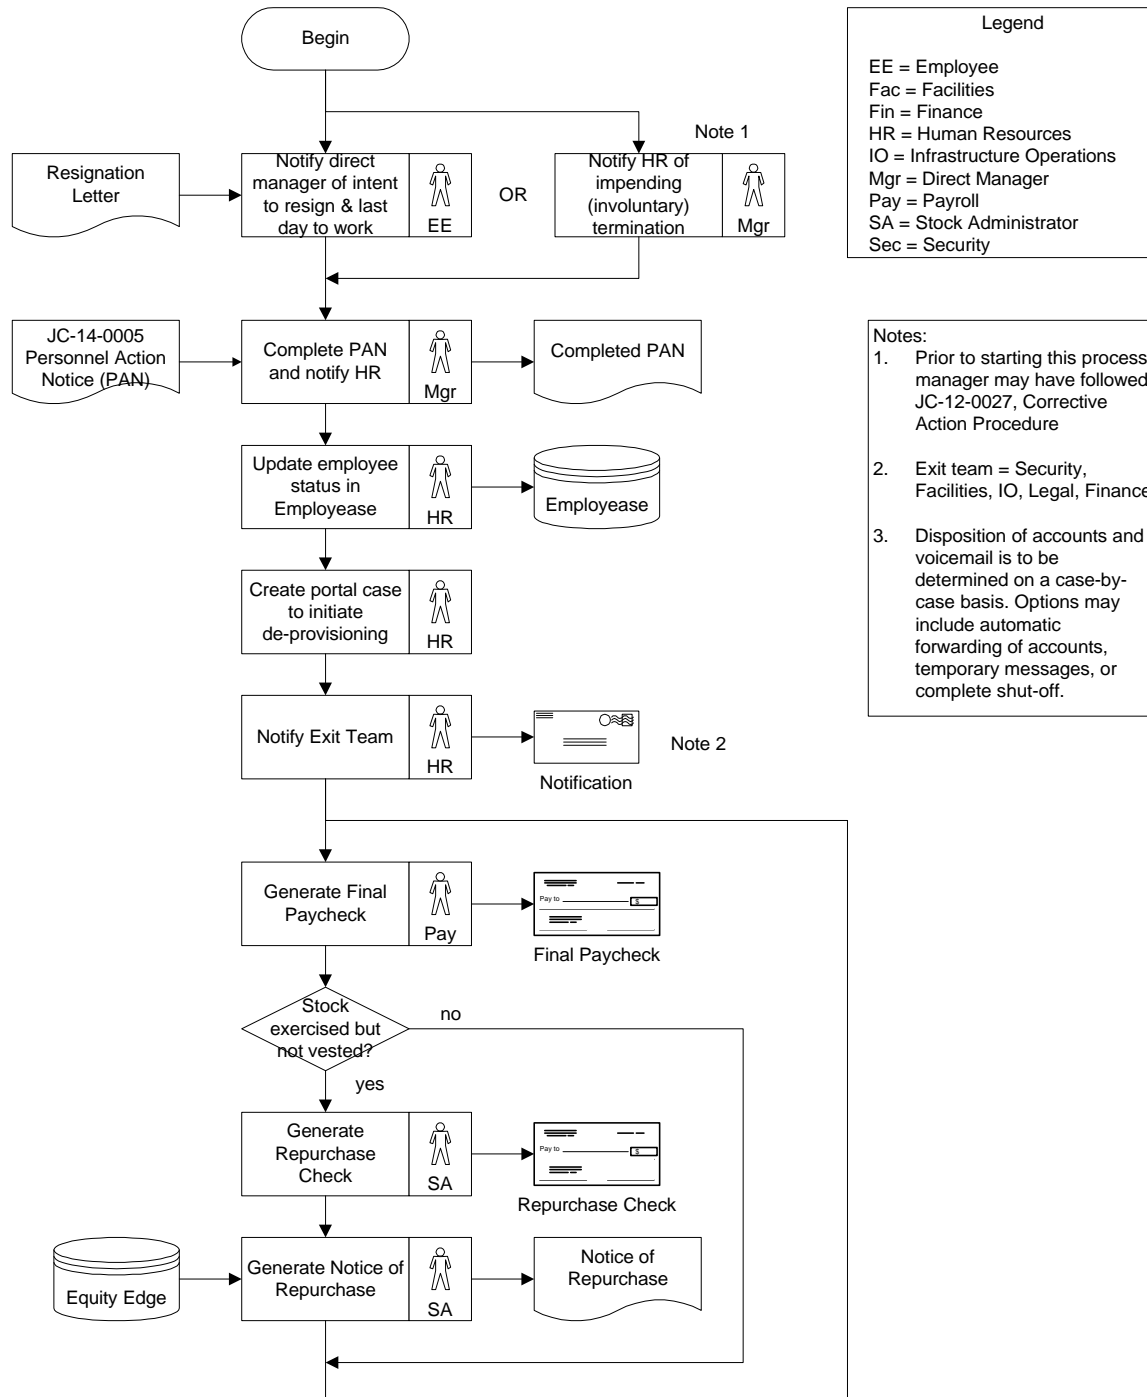 Begin
Legend
EE = Employee
Fac = Facilities
Fin = Finance
HR = Human Resources
IO = Infrastructure Operations
Mgr = Direct Manager
Pay = Payroll
SA = Stock Administrator
Sec = Security
Note 1
Resignation
Letter
Notify direct
manager of intent
to resign & last
day to work
EE
OR
Notify HR of
impending
(involuntary)
termination
Mgr
JC-14-0005
Personnel Action
Notice (PAN)
Complete PAN
and notify HR
Mgr
Completed PAN
Notes:
1. Prior to starting this process
manager may have followed
JC-12-0027, Corrective
Action Procedure
2. Exit team = Security,
Facilities, IO, Legal, Finance
3. Disposition of accounts and
voicemail is to be
determined on a case-by-
case basis. Options may
include automatic
forwarding of accounts,
temporary messages, or
complete shut-off.
Update employee
status in
Employease
HR
Employease
Create portal case
to initiate
de-provisioning
HR
Notify Exit Team
HR
Notification
Note 2
Generate Final
Paycheck
Pay
Pay to
$
Final Paycheck
Stock
exercised but
not vested?
no
yes
Generate
Repurchase
Check
SA
Pay to
$
Repurchase Check
Equity Edge
Generate Notice of
Repurchase
SA
Notice of
Repurchase